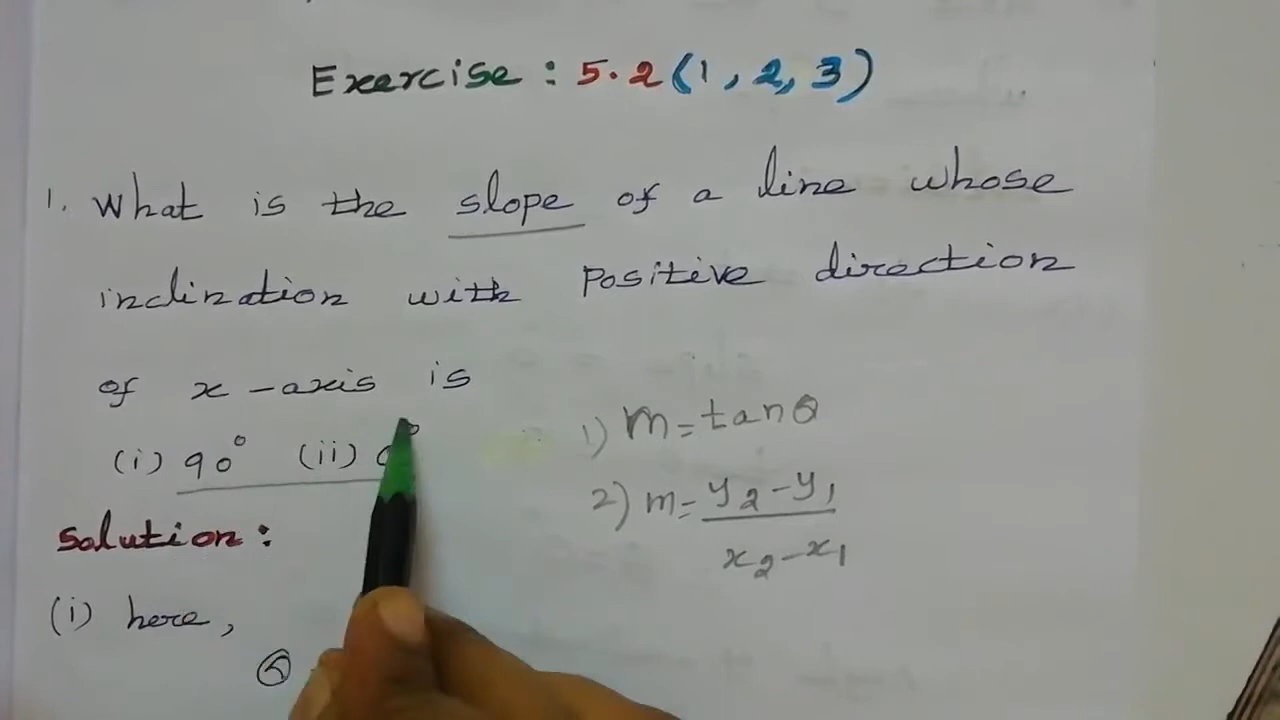 Exercise : 5.2 (1, 2, 3)
1. What is the slope of a line whose
inclination with positive direction
of x-axis is
(i) 90° (ii)
1) m = tanθ
2) m = y₂-y₁
x₂-x₁
Solution:
(i) here,